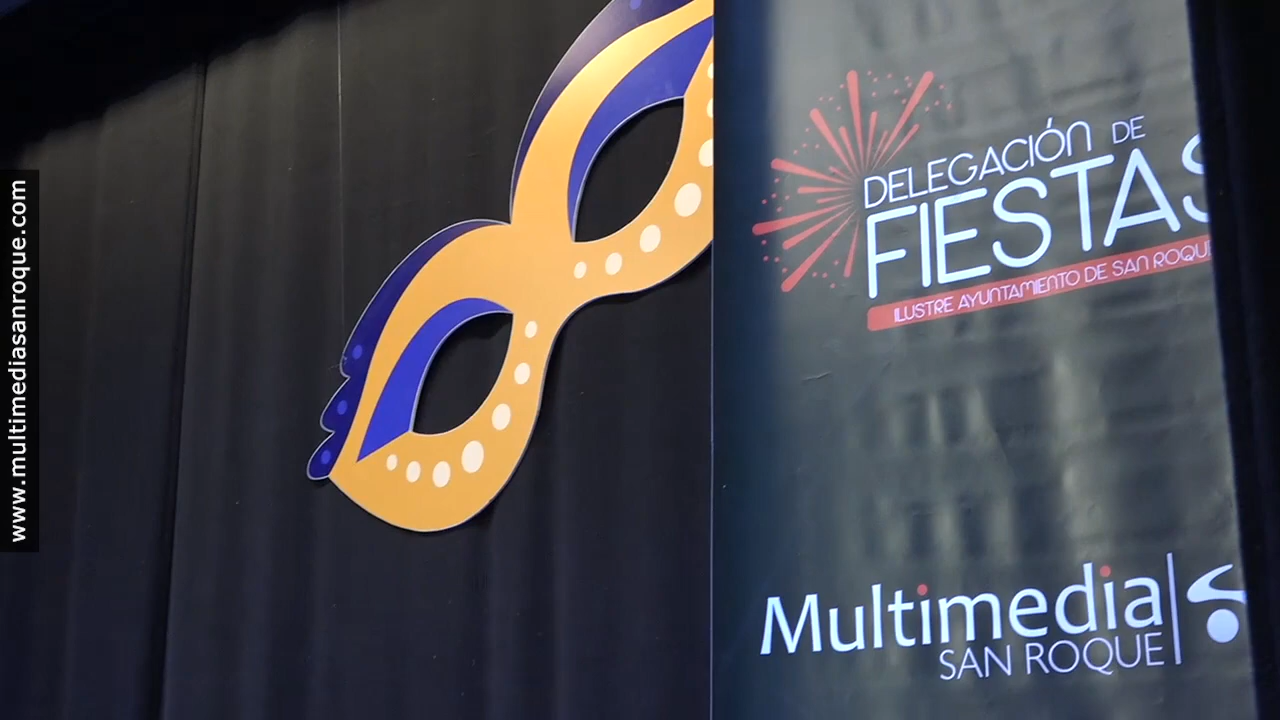 www.multimediasanroque.com
DELEGACIÓN DE
FIESTAS
ILUSTRE AYUNTAMIENTO DE SAN ROQUE
Multimedia
SAN ROQUE